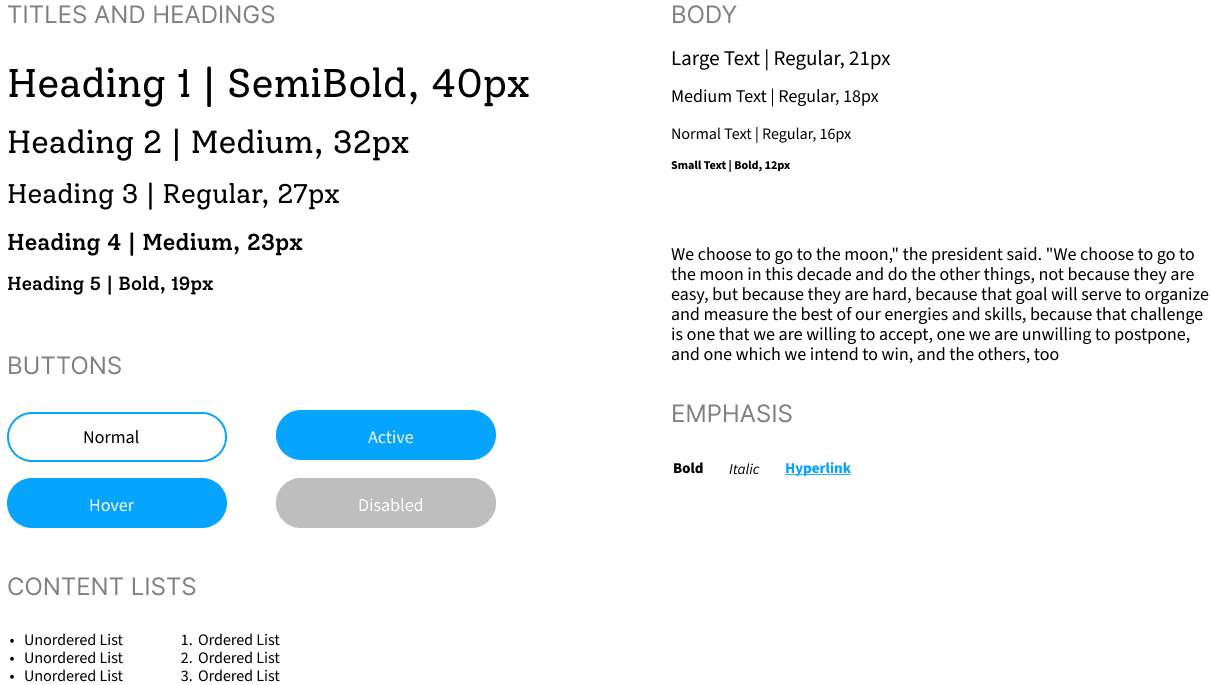 TITLES AND HEADINGS
Heading 1 | SemiBold, 40px
Heading 2 | Medium, 32px
Heading 3 | Regular, 27px
Heading 4 | Medium, 23px
Heading 5 | Bold, 19px
BUTTONS
Normal
Active
Hover
Disabled
CONTENT LISTS
• Unordered List
• Unordered List
• Unordered List
1. Ordered List
2. Ordered List
3. Ordered List
BODY
Large Text | Regular, 21px
Medium Text | Regular, 18px
Normal Text | Regular, 16px
Small Text | Bold, 12px
We choose to go to the moon," the president said. "We choose to go to
the moon in this decade and do the other things, not because they are
easy, but because they are hard, because that goal will serve to organize
and measure the best of our energies and skills, because that challenge
is one that we are willing to accept, one we are unwilling to postpone,
and one which we intend to win, and the others, too
EMPHASIS
Bold Italic Hyperlink